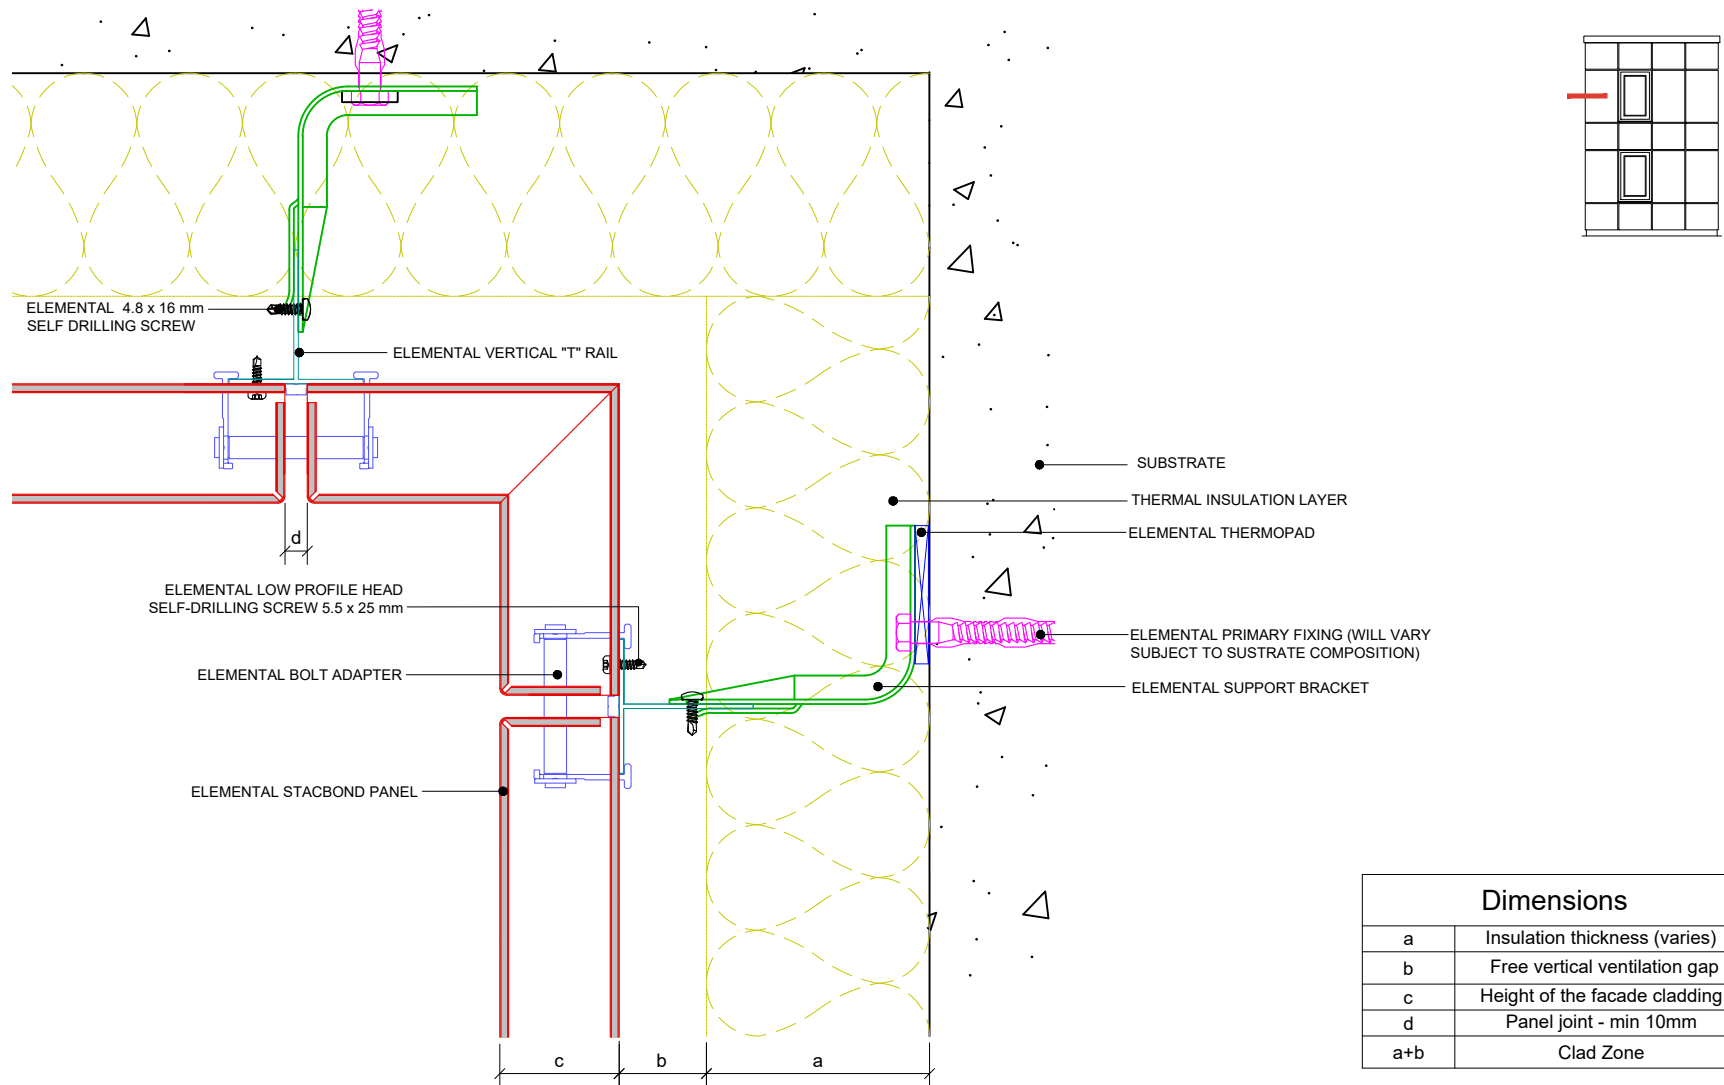 ELEMENTAL  4.8 x 16 mm
SELF DRILLING SCREW
ELEMENTAL VERTICAL "T" RAIL
SUBSTRATE
THERMAL INSULATION LAYER
ELEMENTAL THERMOPAD
d
ELEMENTAL LOW PROFILE HEAD
SELF-DRILLING SCREW 5.5 x 25 mm
ELEMENTAL PRIMARY FIXING (WILL VARY
SUBJECT TO SUSTRATE COMPOSITION)
ELEMENTAL BOLT ADAPTER
ELEMENTAL SUPPORT BRACKET
ELEMENTAL STACBOND PANEL
c
b
a
Dimensions
a Insulation thickness (varies)
b Free vertical ventilation gap
c Height of the facade cladding
d Panel joint - min 10mm
a+b Clad Zone